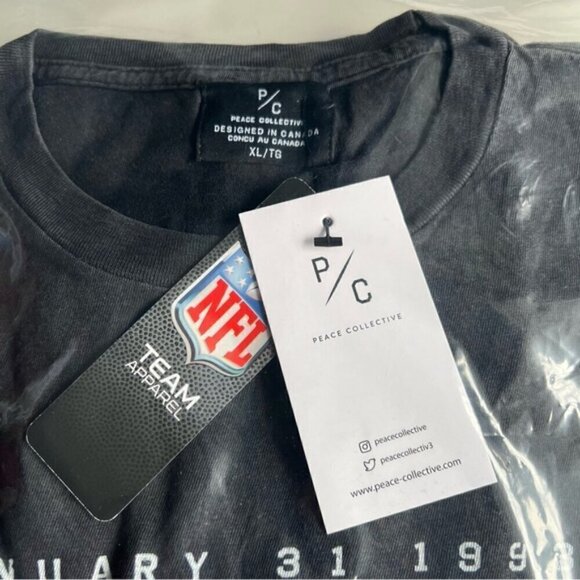 P/C
PEACE COLLECTIVE
DESIGNED IN CANADA
CONCU AU CANADA
XL/TG
NFL
TEAM
APPAREL
P/C
PEACE COLLECTIVE
peacecollective
peacecollectiv3
www.peace-collective.com
NUARY 31 1993